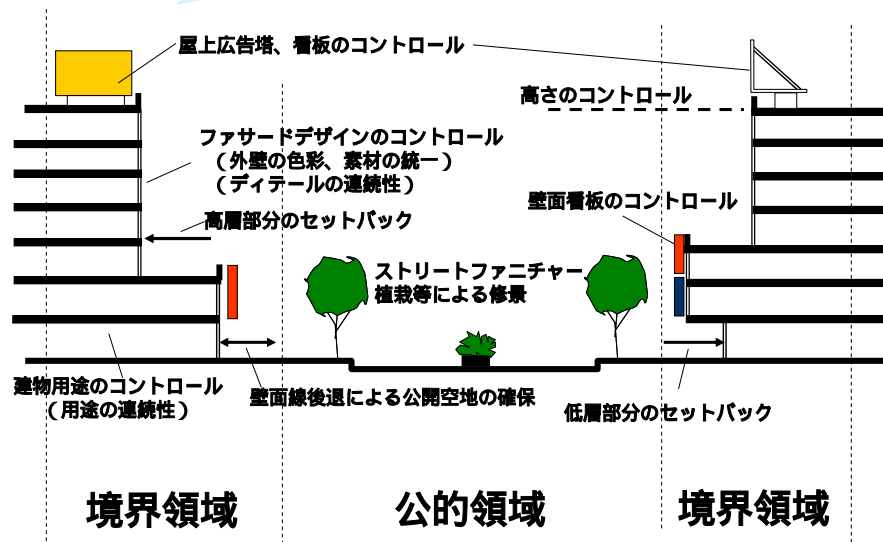 屋上広告塔、看板のコントロール
高さのコントロール
ファサードデザインのコントロール
(外壁の色彩、素材の統一)
(ディテールの連続性)
壁面看板のコントロール
高層部分のセットバック
ストリートファニチャー
植栽等による修景
建物用途のコントロール
(用途の連続性)
壁面線後退による公開空地の確保
低層部分のセットバック
境界領域
公的領域
境界領域